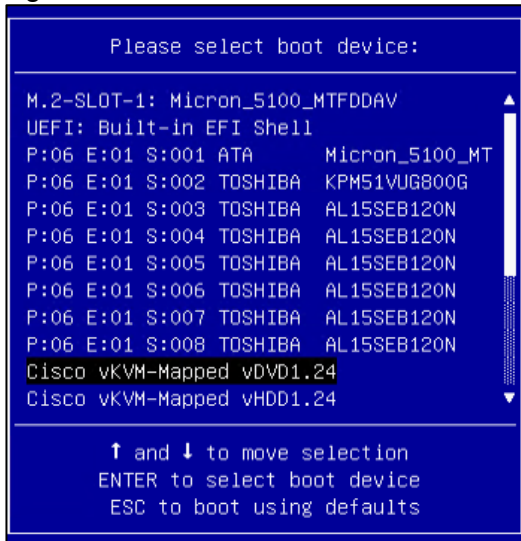 Please select boot device:
M.2-SLOT-1: Micron_5100_MTFDDAV
UEFI: Built-in EFI Shell
P:06 E:01 S:001 ATA Micron_5100_MT
P:06 E:01 S:002 TOSHIBA KPM51VUG800G
P:06 E:01 S:003 TOSHIBA AL15SEB120N
P:06 E:01 S:004 TOSHIBA AL15SEB120N
P:06 E:01 S:005 TOSHIBA AL15SEB120N
P:06 E:01 S:006 TOSHIBA AL15SEB120N
P:06 E:01 S:007 TOSHIBA AL15SEB120N
P:06 E:01 S:008 TOSHIBA AL15SEB120N
Cisco vKVM-Mapped vDVD1.24
Cisco vKVM-Mapped vHDD1.24
↑ and ↓ to move selection
ENTER to select boot device
ESC to boot using defaults